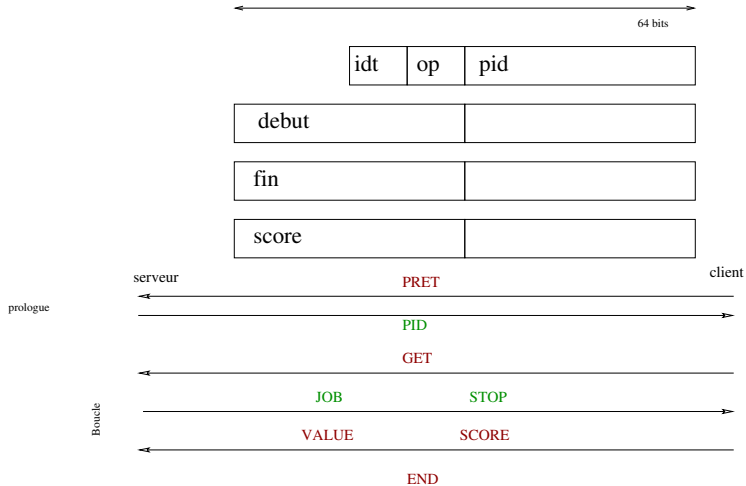 64 bits
idt op pid
debut
fin
score
serveur PRET client
prologue
PID
GET
JOB STOP
Boucle
VALUE SCORE
END